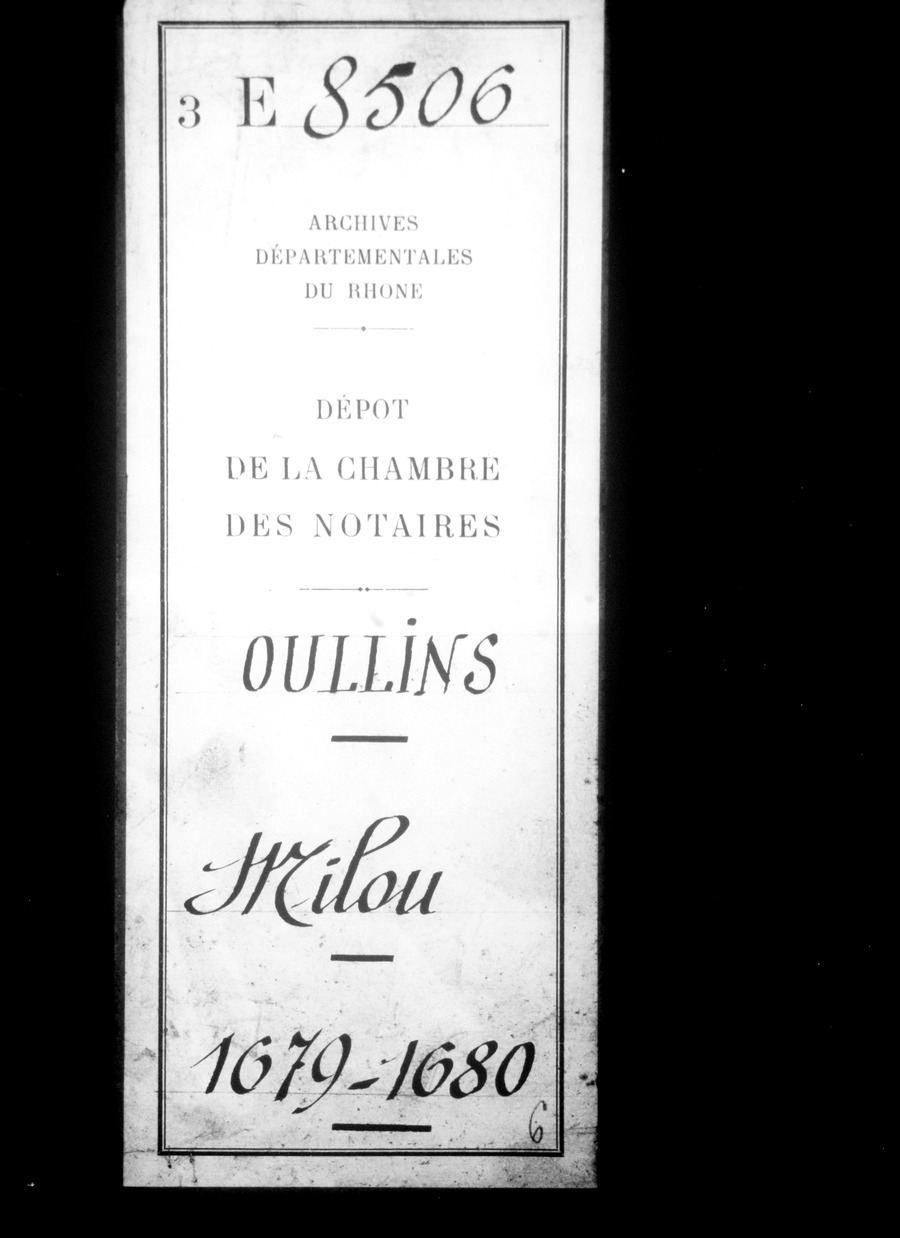 3 E 8506
ARCHIVES
DÉPARTEMENTALES
DU RHONE
DÉPOT
DE LA CHAMBRE
DES NOTAIRES
OULLiNS
Milou
1679-1680
6